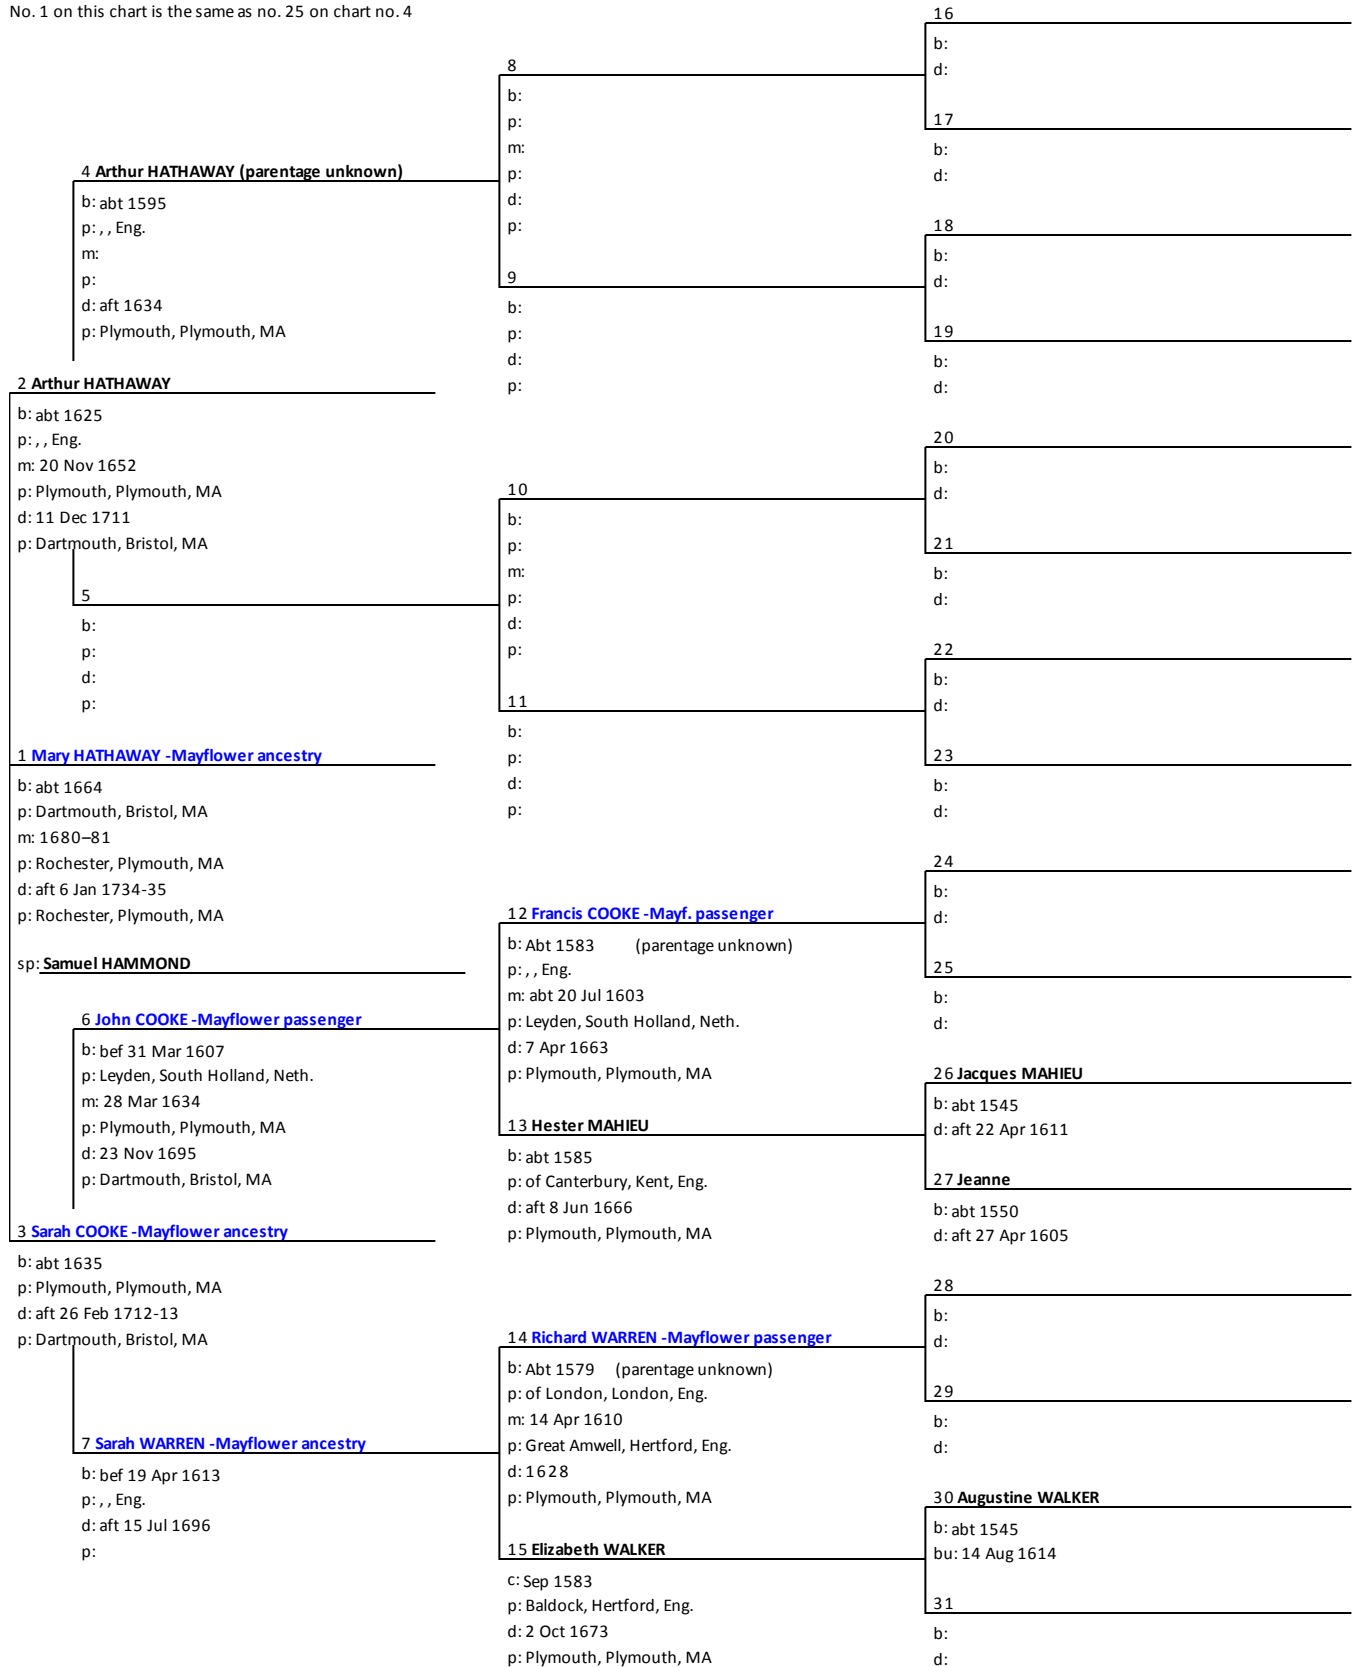 No. 1 on this chart is the same as no. 25 on chart no. 4
4 Arthur HATHAWAY (parentage unknown)
b: abt 1595
p: , , Eng.
m:
p:
d: aft 1634
p: Plymouth, Plymouth, MA
2 Arthur HATHAWAY
b: abt 1625
p: , , Eng.
m: 20 Nov 1652
p: Plymouth, Plymouth, MA
d: 11 Dec 1711
p: Dartmouth, Bristol, MA
5
b:
p:
d:
p:
1 Mary HATHAWAY -Mayflower ancestry
b: abt 1664
p: Dartmouth, Bristol, MA
m: 1680–81
p: Rochester, Plymouth, MA
d: aft 6 Jan 1734-35
p: Rochester, Plymouth, MA
sp: Samuel HAMMOND
6 John COOKE -Mayflower passenger
b: bef 31 Mar 1607
p: Leyden, South Holland, Neth.
m: 28 Mar 1634
p: Plymouth, Plymouth, MA
d: 23 Nov 1695
p: Dartmouth, Bristol, MA
3 Sarah COOKE -Mayflower ancestry
b: abt 1635
p: Plymouth, Plymouth, MA
d: aft 26 Feb 1712-13
p: Dartmouth, Bristol, MA
7 Sarah WARREN -Mayflower ancestry
b: bef 19 Apr 1613
p: , , Eng.
d: aft 15 Jul 1696
p:
8
b:
p:
m:
p:
d:
p:
9
b:
p:
d:
p:
10
b:
p:
m:
p:
d:
p:
11
b:
p:
d:
p:
12 Francis COOKE -Mayf. passenger
b: Abt 1583 (parentage unknown)
p: , , Eng.
m: abt 20 Jul 1603
p: Leyden, South Holland, Neth.
d: 7 Apr 1663
p: Plymouth, Plymouth, MA
13 Hester MAHIEU
b: abt 1585
p: of Canterbury, Kent, Eng.
d: aft 8 Jun 1666
p: Plymouth, Plymouth, MA
14 Richard WARREN -Mayflower passenger
b: Abt 1579 (parentage unknown)
p: of London, London, Eng.
m: 14 Apr 1610
p: Great Amwell, Hertford, Eng.
d: 1628
p: Plymouth, Plymouth, MA
15 Elizabeth WALKER
c: Sep 1583
p: Baldock, Hertford, Eng.
d: 2 Oct 1673
p: Plymouth, Plymouth, MA
16
b:
d:
17
b:
d:
18
b:
d:
19
b:
d:
20
b:
d:
21
b:
d:
22
b:
d:
23
b:
d:
24
b:
d:
25
b:
d:
26 Jacques MAHIEU
b: abt 1545
d: aft 22 Apr 1611
27 Jeanne
b: abt 1550
d: aft 27 Apr 1605
28
b:
d:
29
b:
d:
30 Augustine WALKER
b: abt 1545
bu: 14 Aug 1614
31
b:
d: